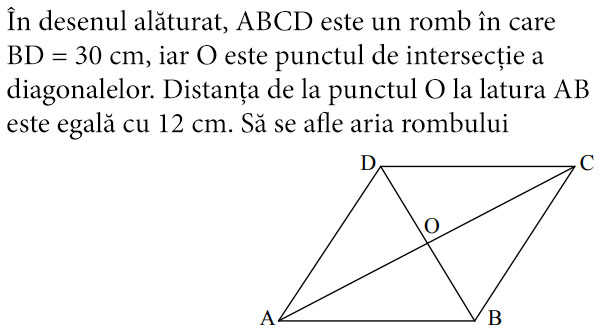 În desenul alăturat, ABCD este un romb în care
BD = 30 cm, iar O este punctul de intersecție a
diagonalelor. Distanța de la punctul O la latura AB
este egală cu 12 cm. Să se afle aria rombului
D
C
O
A
B